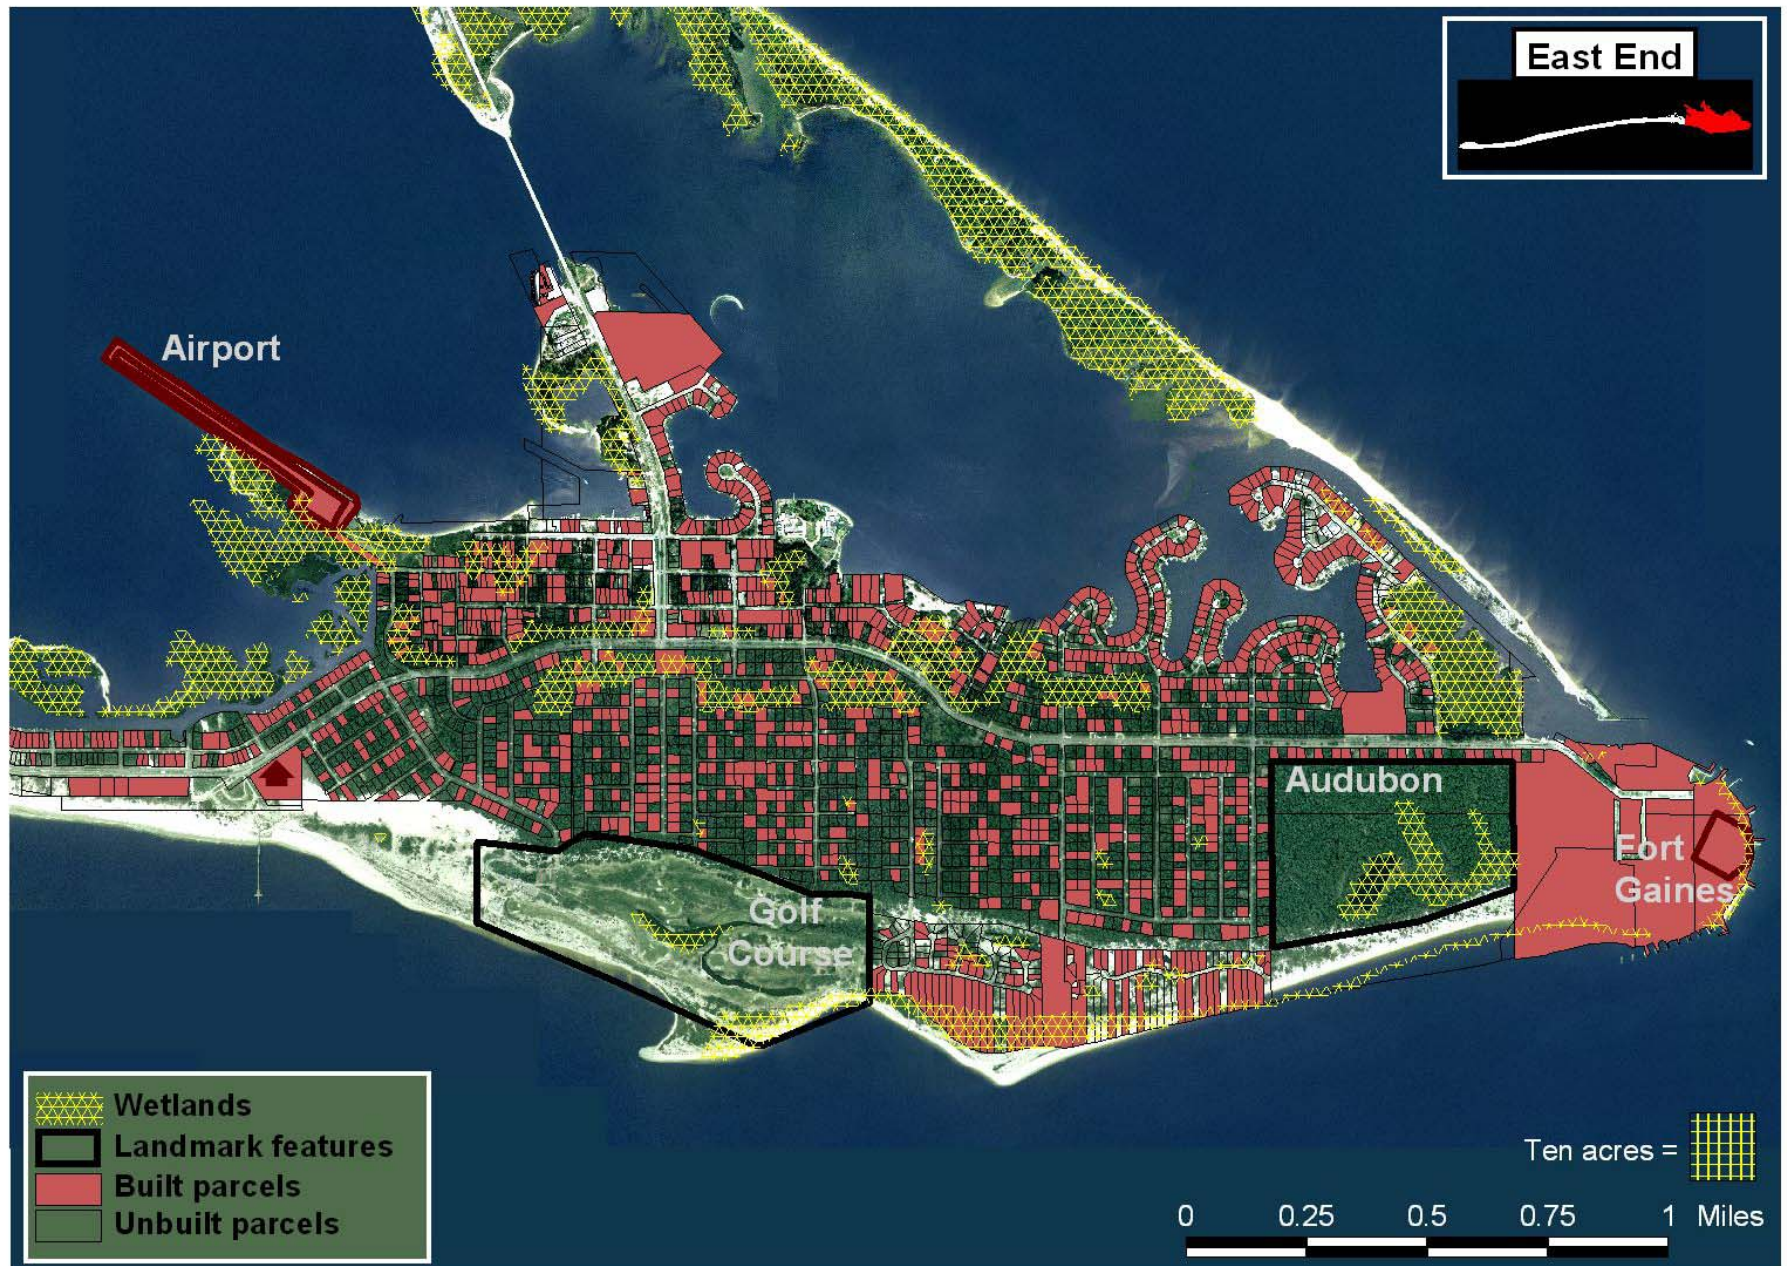 East End
Airport
Audubon
Fort
Gaines
Golf
Course
Wetlands
Landmark features
Built parcels
Unbuilt parcels
Ten acres =
0 0.25 0.5 0.75 1 Miles